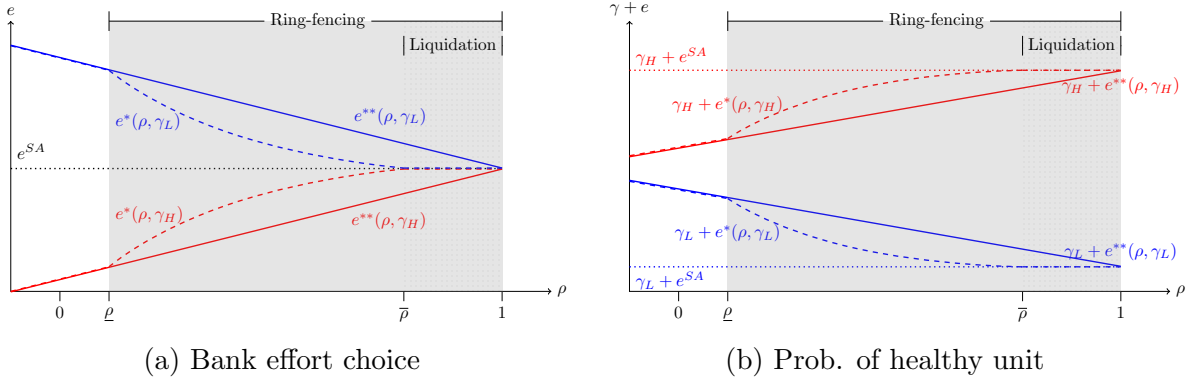 e
Ring-fencing
Liquidation
e**(ρ, γ_L)
e*(ρ, γ_L)
e^{SA}
e*(ρ, γ_H)
e**(ρ, γ_H)
ρ
0
ρ̲
ρ̅
1
(a) Bank effort choice
γ + e
Ring-fencing
Liquidation
γ_H + e^{SA}
γ_H + e**(ρ, γ_H)
γ_H + e*(ρ, γ_H)
γ_L + e*(ρ, γ_L)
γ_L + e**(ρ, γ_L)
γ_L + e^{SA}
ρ
0
ρ̲
ρ̅
1
(b) Prob. of healthy unit